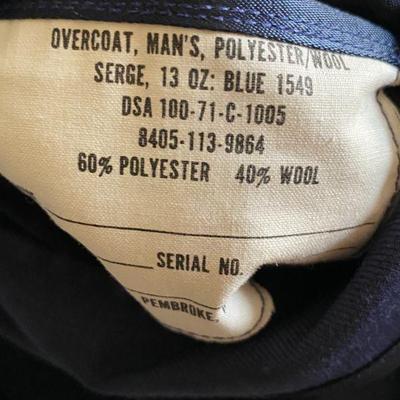 OVERCOAT, MAN'S, POLYESTER/WOOL
SERGE, 13 OZ: BLUE 1549
DSA 100-71-C-1005
8405-113-9864
60% POLYESTER 40% WOOL
SERIAL NO.
PEMBROKE,